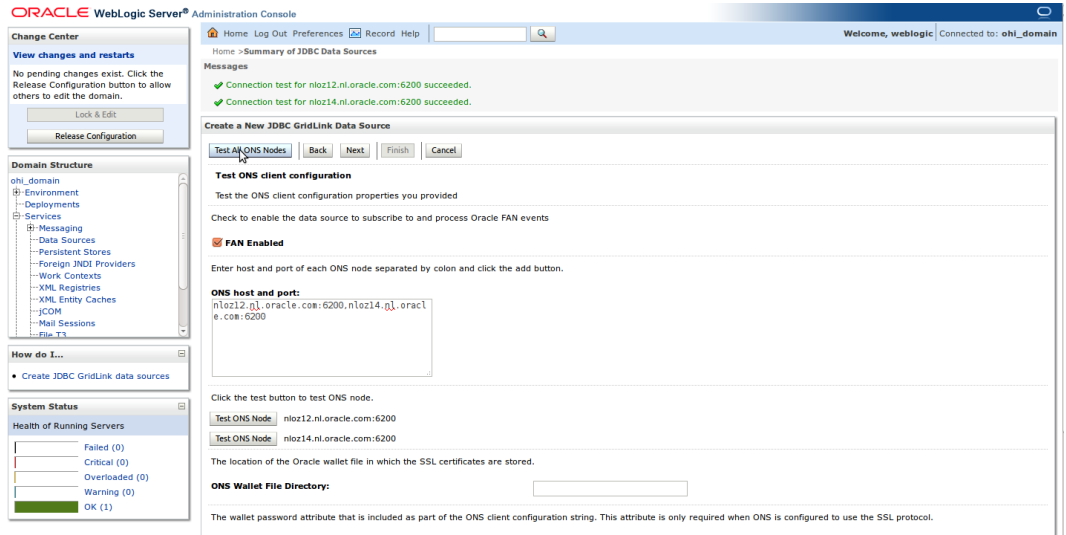 ORACLE WebLogic Server® Administration Console
Change Center
View changes and restarts
No pending changes exist. Click the
Release Configuration button to allow
others to edit the domain.
Lock & Edit
Release Configuration
Domain Structure
ohi_domain
Environment
Deployments
Services
Messaging
Data Sources
Persistent Stores
Foreign JNDI Providers
Work Contexts
XML Registries
XML Entity Caches
jCOM
Mail Sessions
File T3
How do I...
Create JDBC GridLink data sources
System Status
Health of Running Servers
Failed (0)
Critical (0)
Overloaded (0)
Warning (0)
OK (1)
Home Log Out Preferences Record Help
Welcome, weblogic Connected to: ohi_domain
Home >Summary of JDBC Data Sources
Messages
Connection test for nloz12.nl.oracle.com:6200 succeeded.
Connection test for nloz14.nl.oracle.com:6200 succeeded.
Create a New JDBC GridLink Data Source
Test All ONS Nodes Back Next Finish Cancel
Test ONS client configuration
Test the ONS client configuration properties you provided
Check to enable the data source to subscribe to and process Oracle FAN events
FAN Enabled
Enter host and port of each ONS node separated by colon and click the add button.
ONS host and port:
nloz12.nl.oracle.com:6200,nloz14.nl.oracl
e.com:6200
Click the test button to test ONS node.
Test ONS Node nloz12.nl.oracle.com:6200
Test ONS Node nloz14.nl.oracle.com:6200
The location of the Oracle wallet file in which the SSL certificates are stored.
ONS Wallet File Directory:
The wallet password attribute that is included as part of the ONS client configuration string. This attribute is only required when ONS is configured to use the SSL protocol.